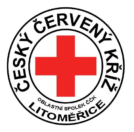 ČESKÝ ČERVENÝ KŘÍŽ
OBLASTNÍ SPOLEK ČČK
LITOMĚŘICE